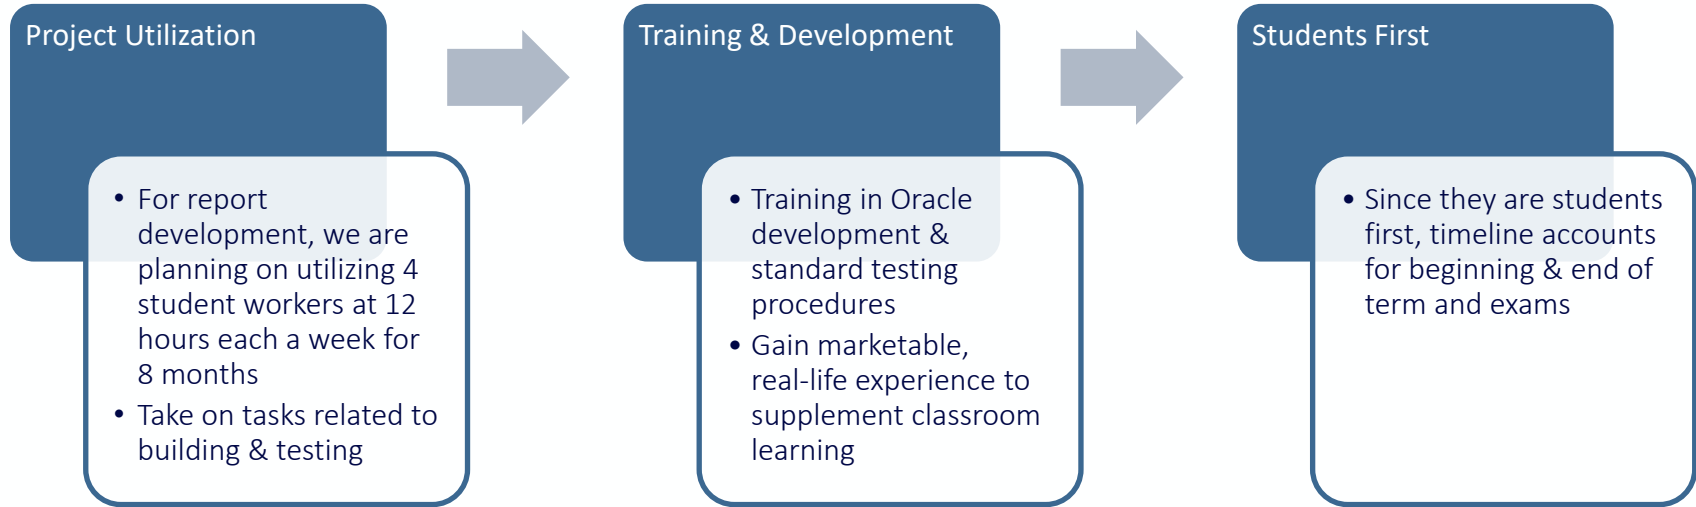 Project Utilization
• For report
development, we are
planning on utilizing 4
student workers at 12
hours each a week for
8 months
• Take on tasks related to
building & testing
Training & Development
• Training in Oracle
development &
standard testing
procedures
• Gain marketable,
real-life experience to
supplement classroom
learning
Students First
• Since they are students
first, timeline accounts
for beginning & end of
term and exams